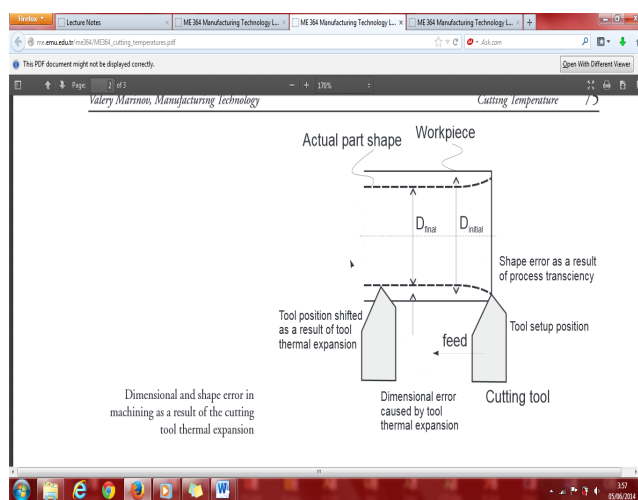 Firefox
Lecture Notes
ME 364 Manufacturing Technology L...
ME 364 Manufacturing Technology L...
ME 364 Manufacturing Technology L...
me.emu.edu.tr/me364/ME364_cutting_temperatures.pdf
Ask.com
This PDF document might not be displayed correctly.
Open With Different Viewer
Page: 2 of 3
170%
Valery Marinov, Manufacturing Technology
Cutting Temperature 75
Actual part shape
Workpiece
Dfinal
Dinitial
Shape error as a result
of process transciency
Tool position shifted
as a result of tool
thermal expansion
feed
Tool setup position
Dimensional error
caused by tool
thermal expansion
Cutting tool
Dimensional and shape error in
machining as a result of the cutting
tool thermal expansion
3:57
05/06/2014